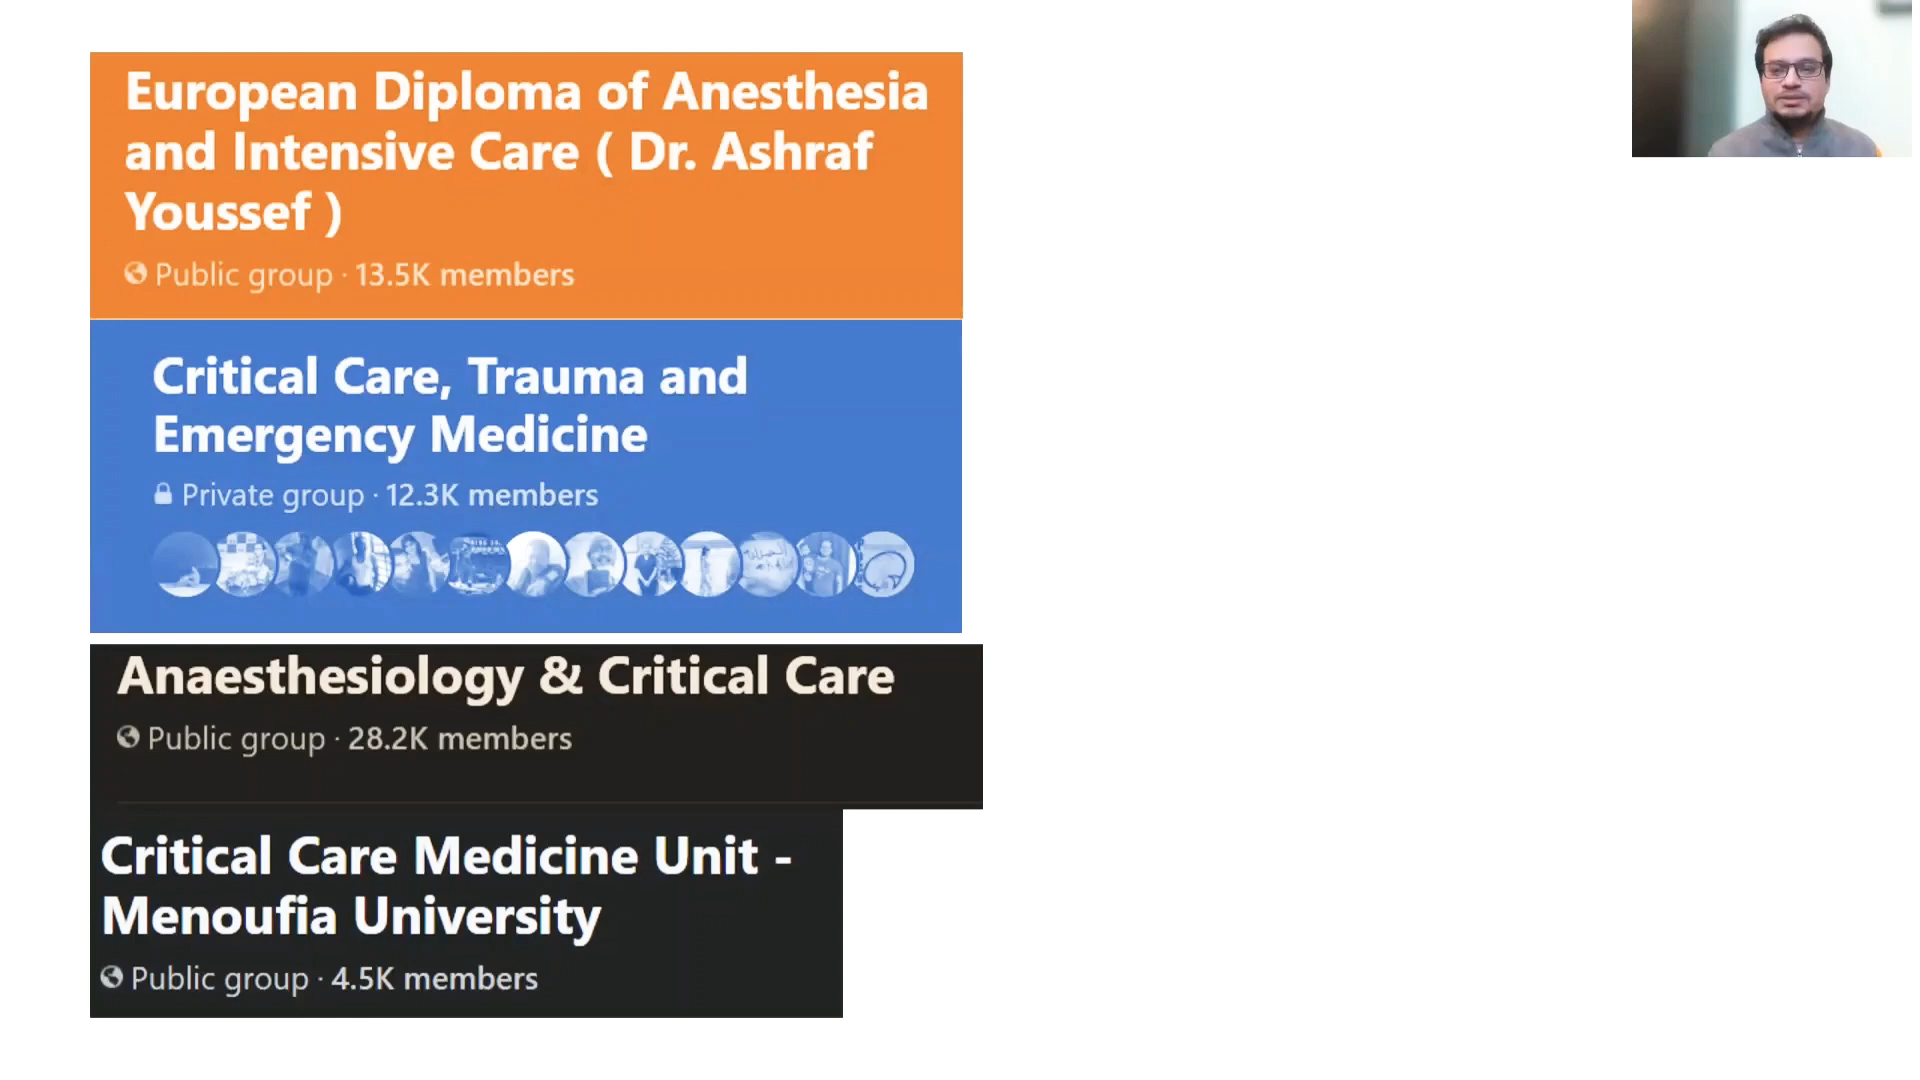 European Diploma of Anesthesia
and Intensive Care ( Dr. Ashraf
Youssef )
Public group · 13.5K members
Critical Care, Trauma and
Emergency Medicine
Private group · 12.3K members
Anaesthesiology & Critical Care
Public group · 28.2K members
Critical Care Medicine Unit -
Menoufia University
Public group · 4.5K members